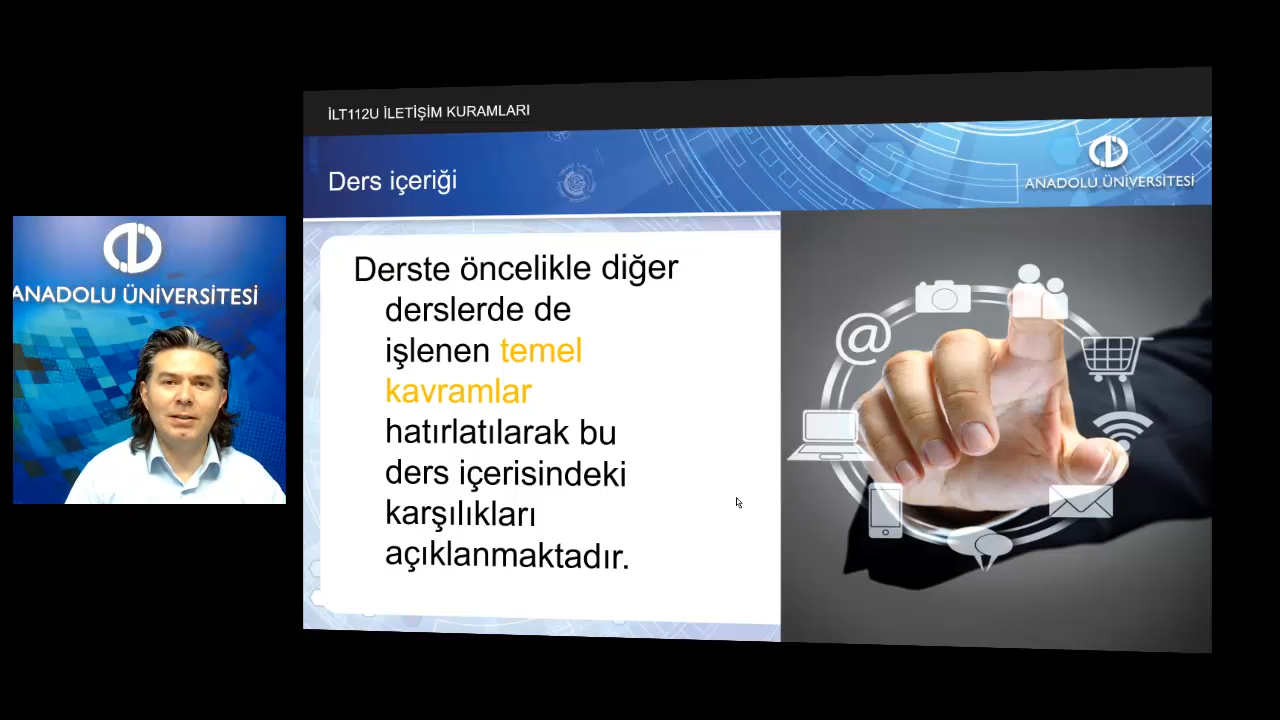 İLT112U İLETİŞİM KURAMLARI
Ders içeriği
ANADOLU ÜNİVERSİTESİ
ANADOLU ÜNİVERSİTESİ
Derste öncelikle diğer
derslerde de
işlenen temel
kavramlar
hatırlatılarak bu
ders içerisindeki
karşılıkları
açıklanmaktadır.
@